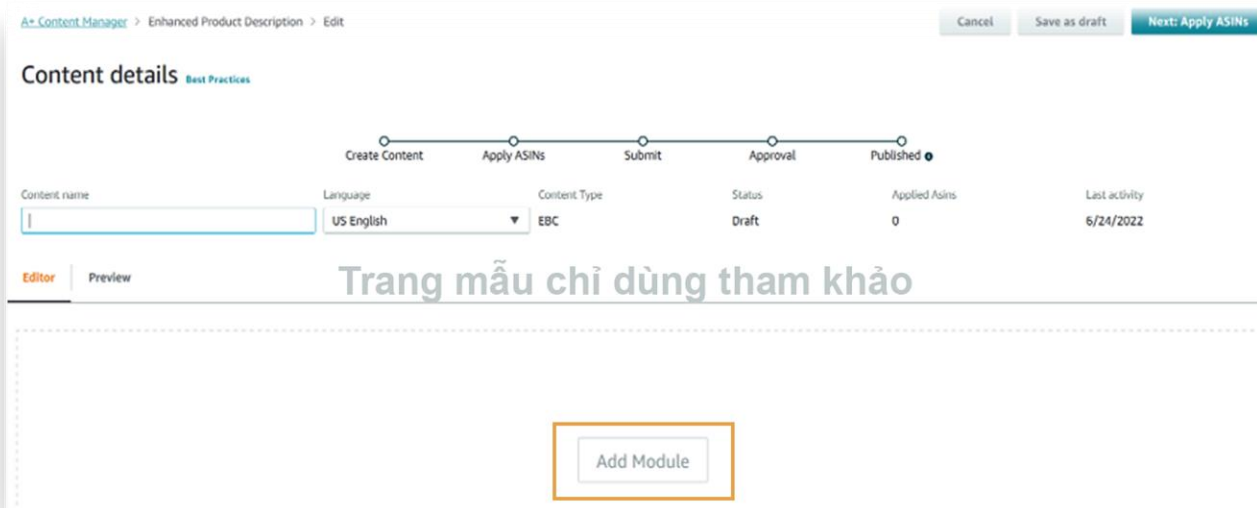 A+ Content Manager > Enhanced Product Description > Edit
Cancel
Save as draft
Next: Apply ASINs
Content details Best Practices
Create Content
Apply ASINs
Submit
Approval
Published
Content name
Language
Content Type
Status
Applied Asins
Last activity
US English
EBC
Draft
0
6/24/2022
Editor
Preview
Trang mẫu chỉ dùng tham khảo
Add Module